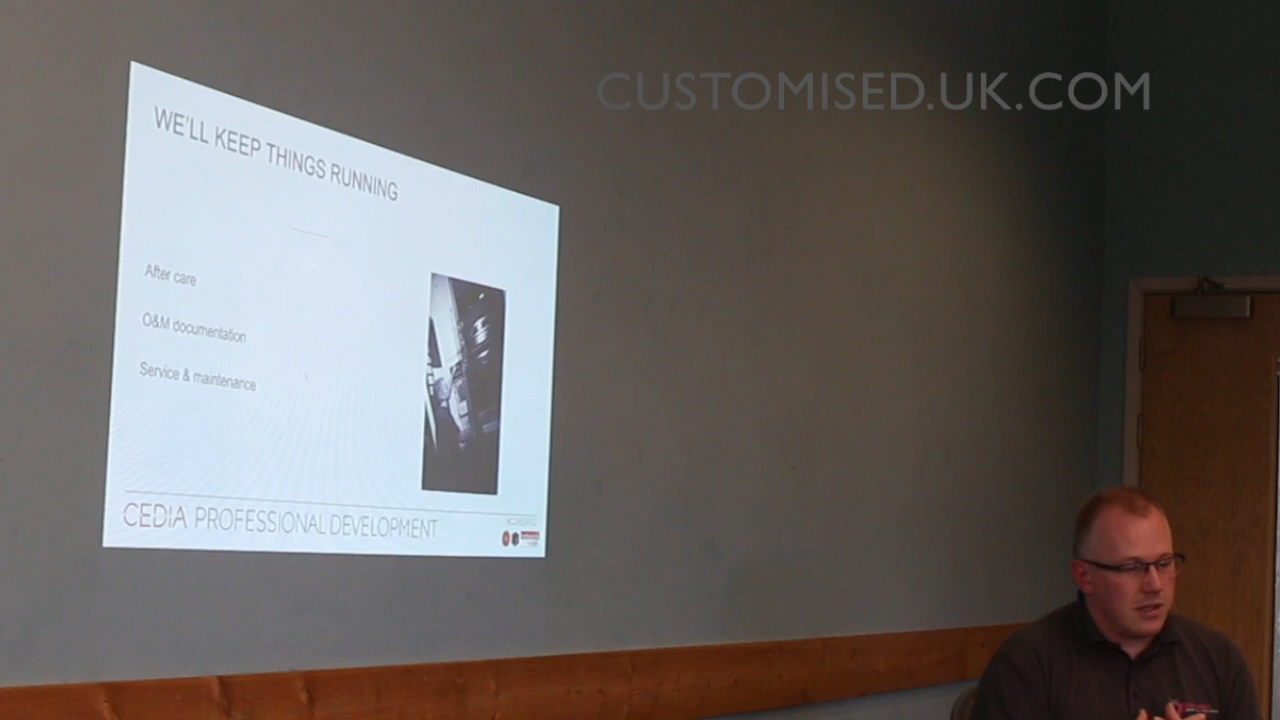 CUSTOMISED.UK.COM
WE'LL KEEP THINGS RUNNING
After care
O&M documentation
Service & maintenance
CEDIA PROFESSIONAL DEVELOPMENT